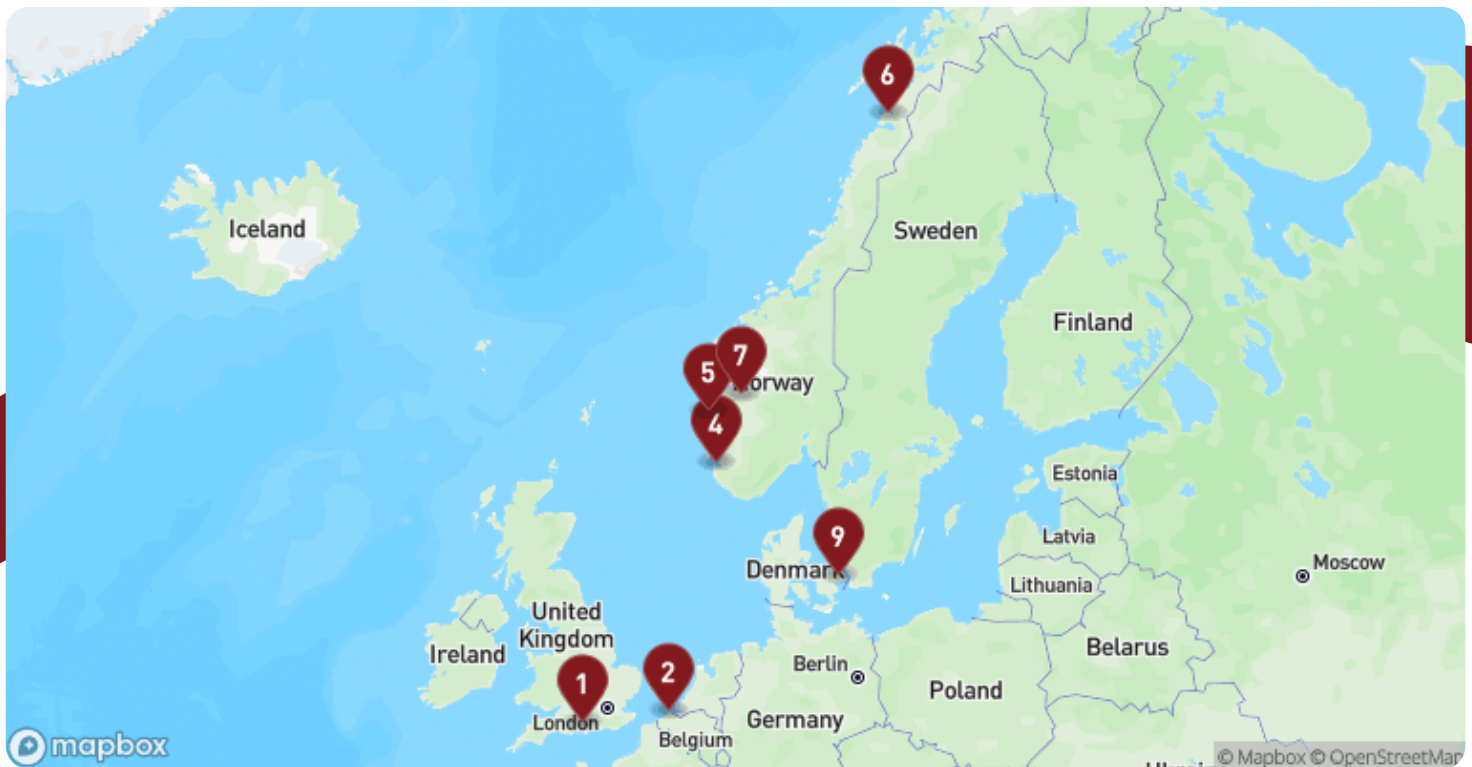 6
Iceland
Sweden
Finland
7
5
Norway
4
Estonia
9
Latvia
Moscow
Denmark
Lithuania
United
Kingdom
Ireland
Belarus
2
Berlin
1
Poland
London
Germany
Belgium
mapbox
© Mapbox © OpenStreetMap